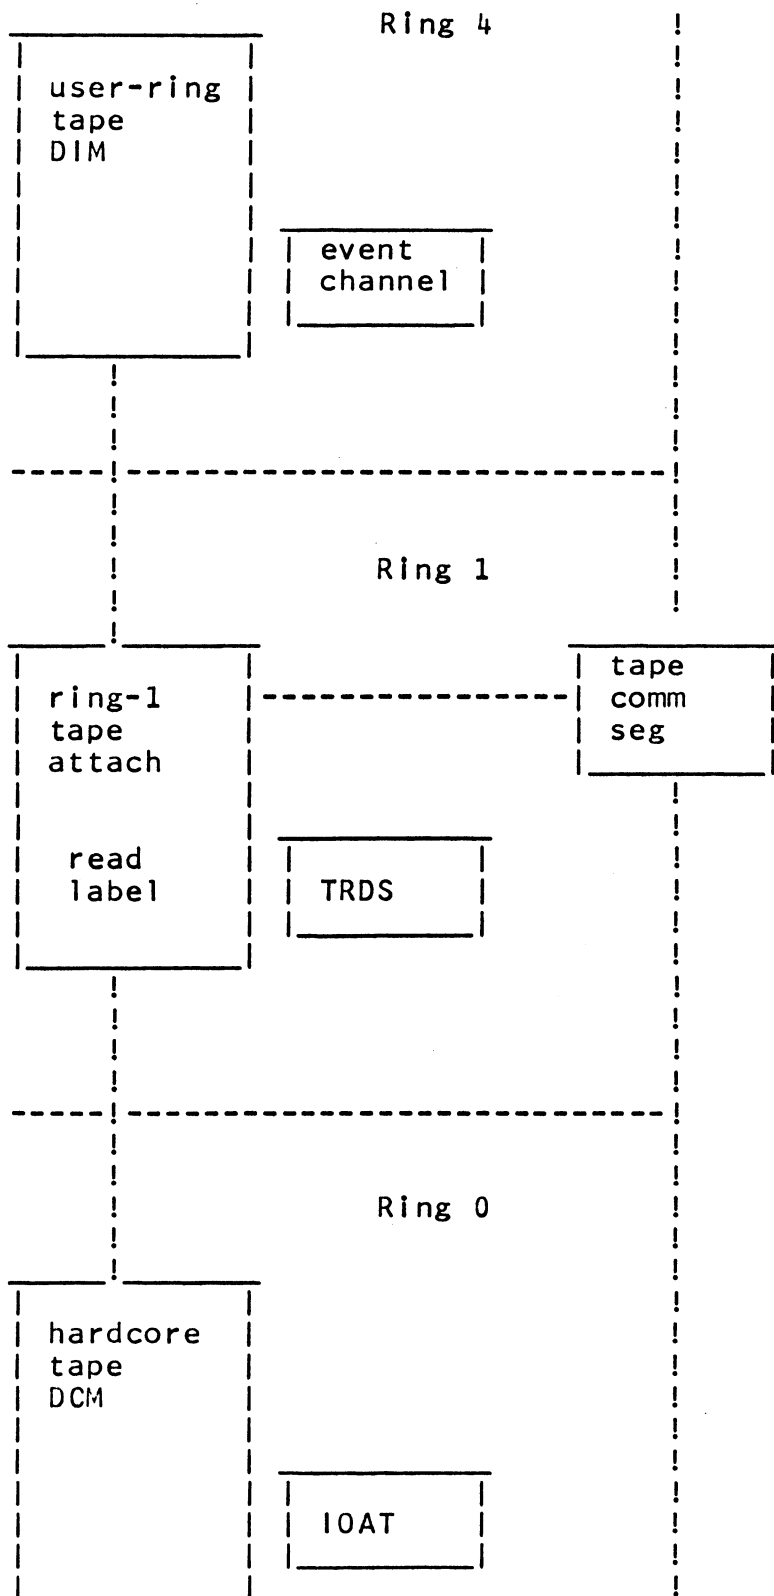 Ring 4
user-ring
tape
DIM
event
channel
Ring 1
ring-1
tape
attach
read
label
tape
comm
seg
TRDS
Ring 0
hardcore
tape
DCM
IOAT